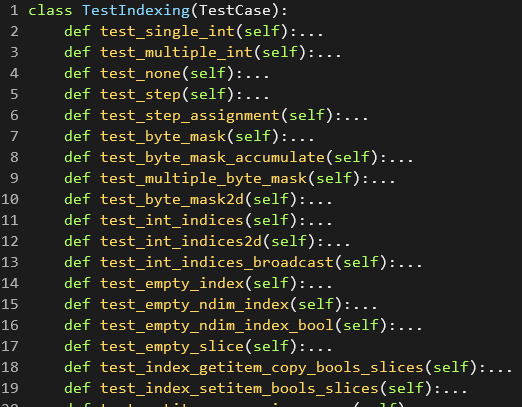 1 class TestIndexing(TestCase):
2     def test_single_int(self):...
3     def test_multiple_int(self):...
4     def test_none(self):...
5     def test_step(self):...
6     def test_step_assignment(self):...
7     def test_byte_mask(self):...
8     def test_byte_mask_accumulate(self):...
9     def test_multiple_byte_mask(self):...
10     def test_byte_mask2d(self):...
11     def test_int_indices(self):...
12     def test_int_indices2d(self):...
13     def test_int_indices_broadcast(self):...
14     def test_empty_index(self):...
15     def test_empty_ndim_index(self):...
16     def test_empty_ndim_index_bool(self):...
17     def test_empty_slice(self):...
18     def test_index_getitem_copy_bools_slices(self):...
19     def test_index_setitem_bools_slices(self):...